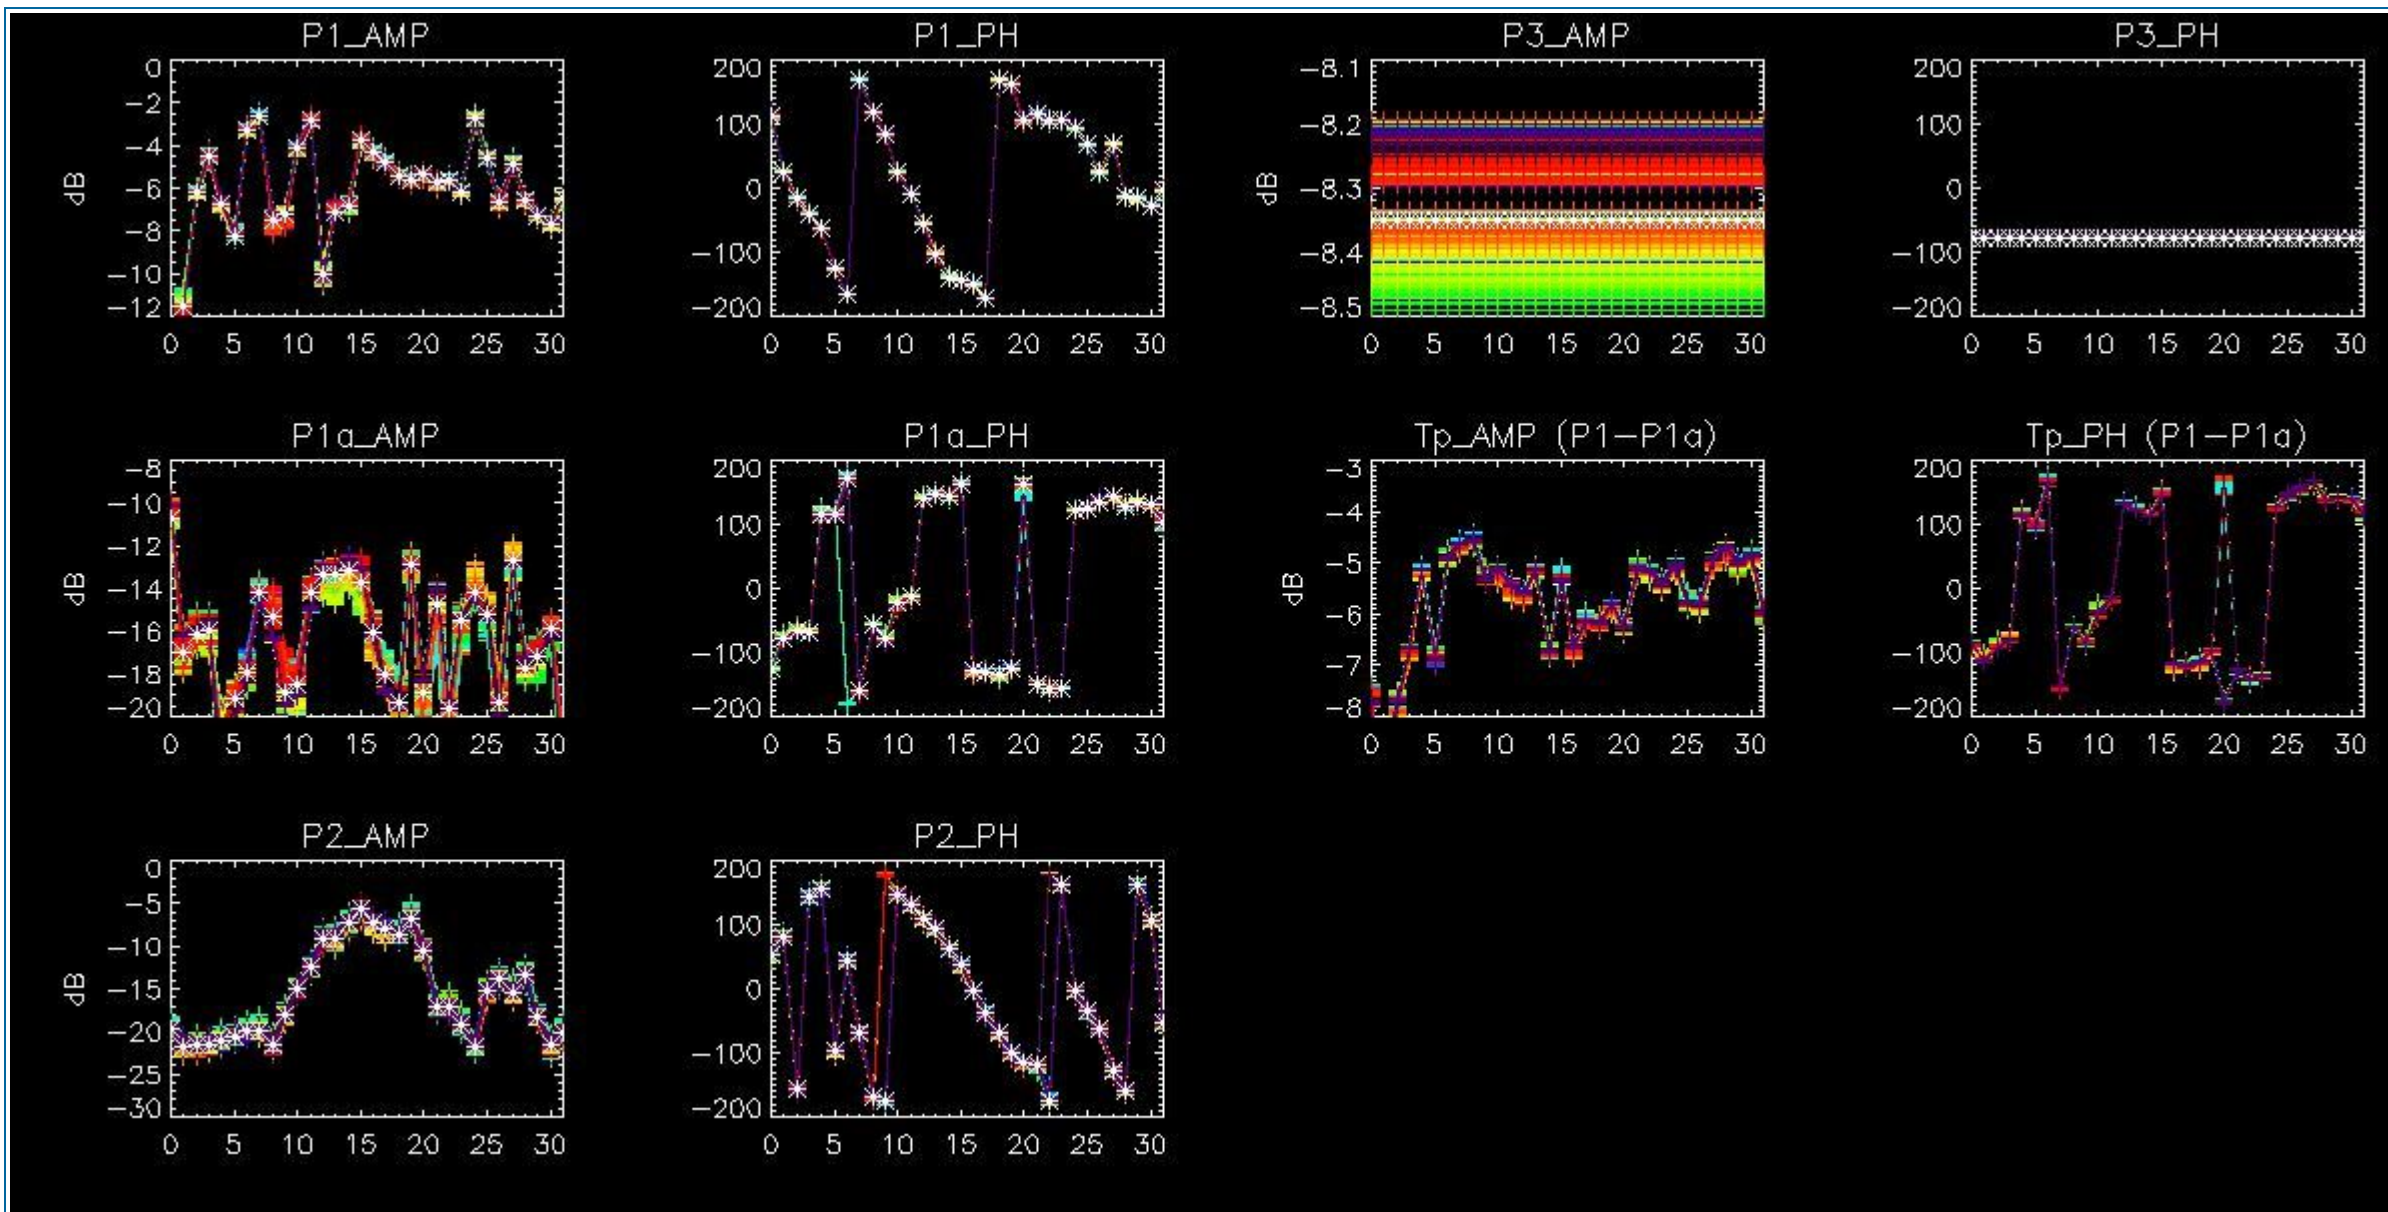 P1_AMP P1_PH P3_AMP P3_PH
0 200 −8.1 200
−2
100 −8.2 100
−4
dB −6 0 dB −8.3 0
−8
−100 −8.4 −100
−10
−12 −200 −8.5 −200
0 5 10 15 20 25 30 0 5 10 15 20 25 30 0 5 10 15 20 25 30 0 5 10 15 20 25 30
P1a_AMP P1a_PH Tp_AMP (P1−P1a) Tp_PH (P1−P1a)
−8 200 −3 200
−10
100 −4 100
−12
−5
dB −14 0 dB 0
−6
−16
−100 −7 −100
−18
−20 −200 −8 −200
0 5 10 15 20 25 30 0 5 10 15 20 25 30 0 5 10 15 20 25 30 0 5 10 15 20 25 30
P2_AMP P2_PH
0 200
−5
100
−10
dB −15 0
−20
−100
−25
−30 −200
0 5 10 15 20 25 30 0 5 10 15 20 25 30